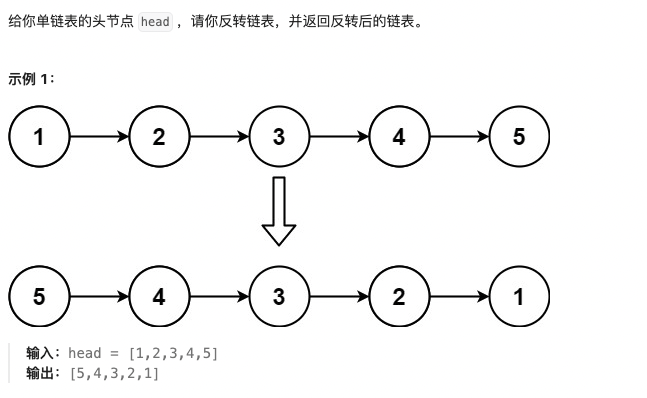 给你单链表的头节点 head ，请你反转链表，并返回反转后的链表。
示例 1：
1 2 3 4 5
5 4 3 2 1
输入：head = [1,2,3,4,5]
输出：[5,4,3,2,1]